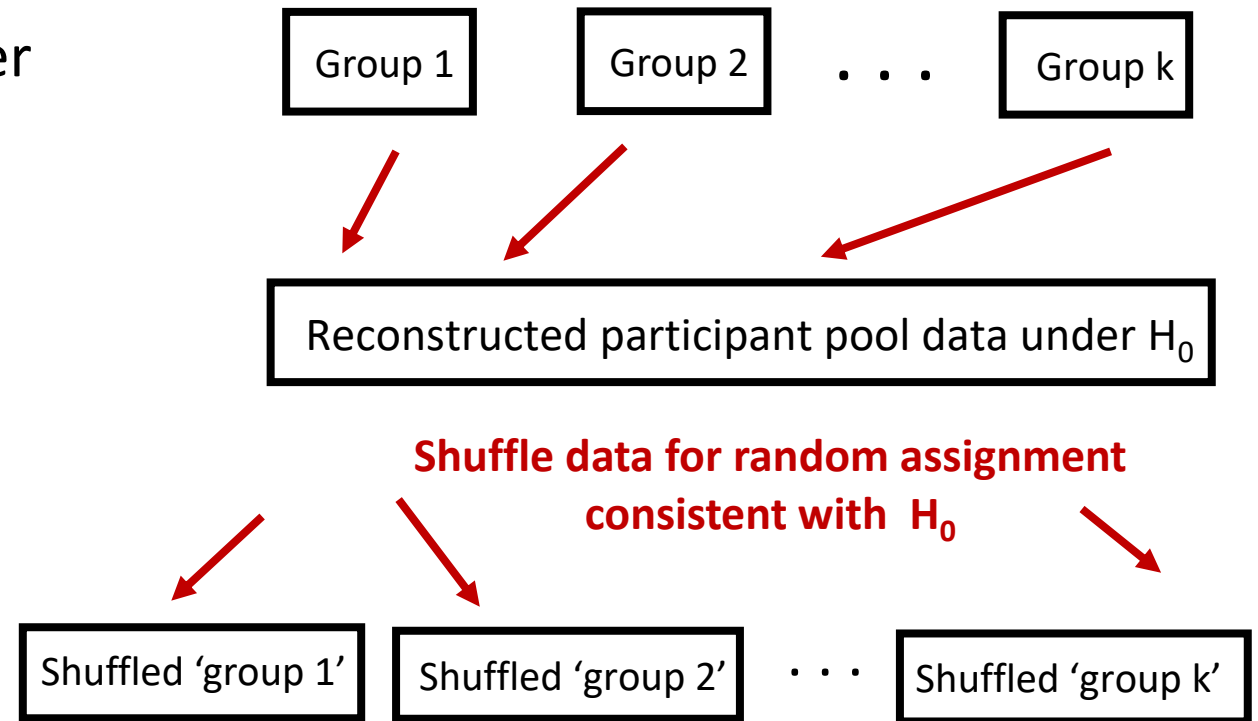 er
Group 1 Group 2 . . . Group k
Reconstructed participant pool data under H₀
Shuffle data for random assignment
consistent with H₀
Shuffled ‘group 1’ Shuffled ‘group 2’ . . . Shuffled ‘group k’